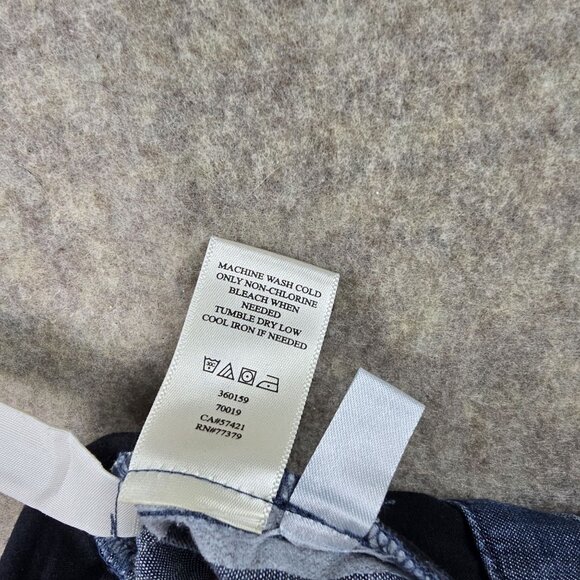 MACHINE WASH COLD
ONLY NON-CHLORINE
BLEACH WHEN
NEEDED
TUMBLE DRY LOW
COOL IRON IF NEEDED
360159
70019
CA#57421
RN#77379